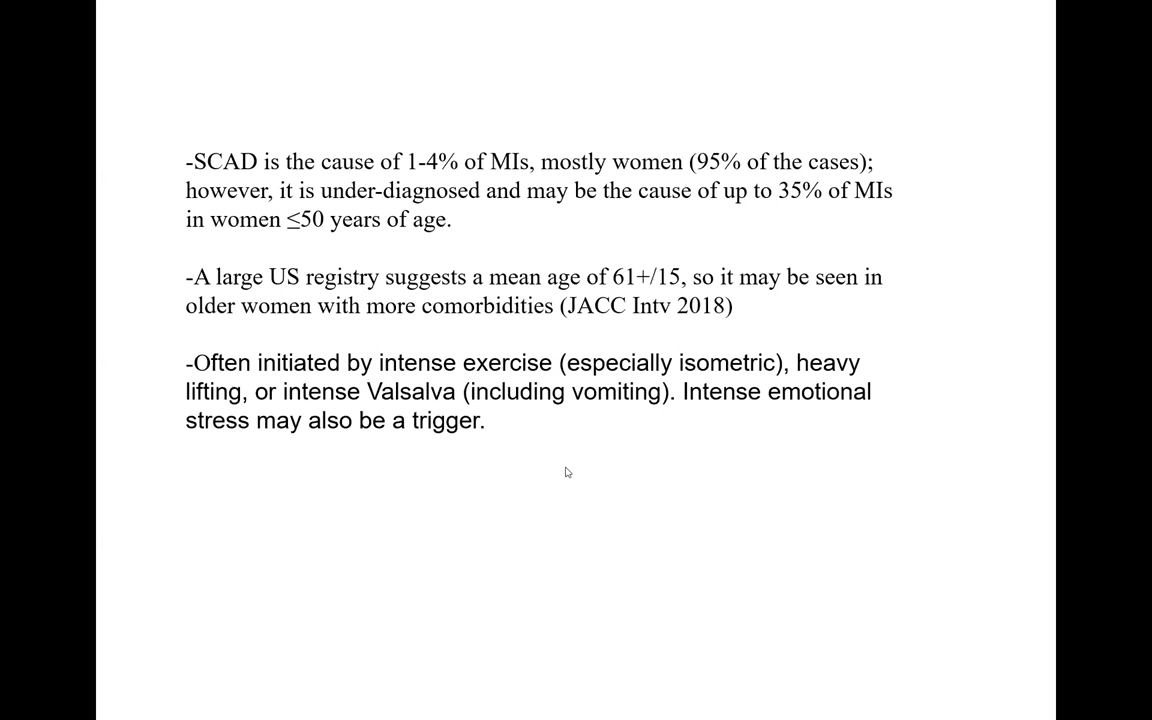 -SCAD is the cause of 1-4% of MIs, mostly women (95% of the cases);
however, it is under-diagnosed and may be the cause of up to 35% of MIs
in women ≤50 years of age.
-A large US registry suggests a mean age of 61+/15, so it may be seen in
older women with more comorbidities (JACC Intv 2018)
-Often initiated by intense exercise (especially isometric), heavy
lifting, or intense Valsalva (including vomiting). Intense emotional
stress may also be a trigger.